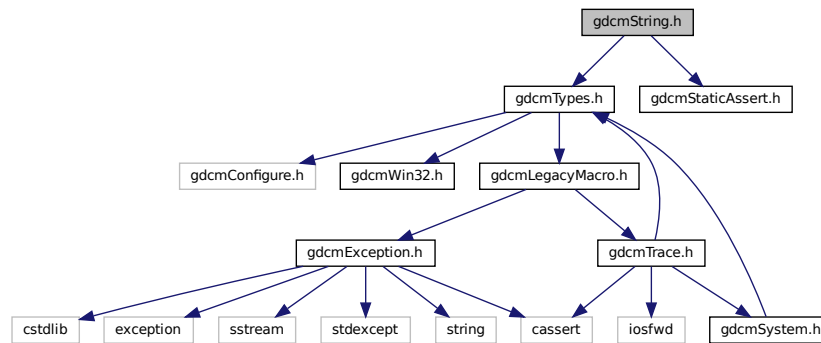 gdcmString.h
gdcmTypes.h
gdcmStaticAssert.h
gdcmConfigure.h
gdcmWin32.h
gdcmLegacyMacro.h
gdcmException.h
gdcmTrace.h
cstdlib
exception
sstream
stdexcept
string
cassert
iosfwd
gdcmSystem.h